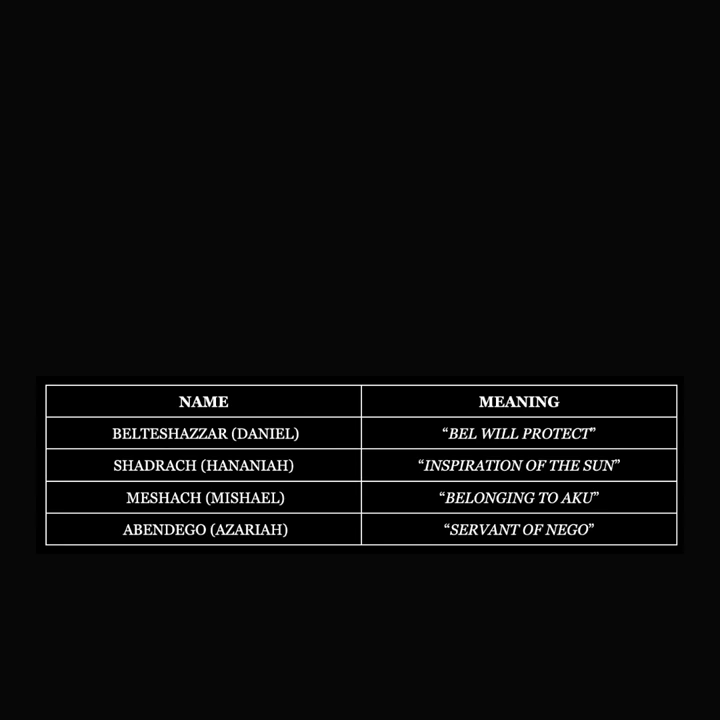 NAME MEANING
BELTESHAZZAR (DANIEL) “BEL WILL PROTECT”
SHADRACH (HANANIAH) “INSPIRATION OF THE SUN”
MESHACH (MISHAEL) “BELONGING TO AKU”
ABENDEGO (AZARIAH) “SERVANT OF NEGO”